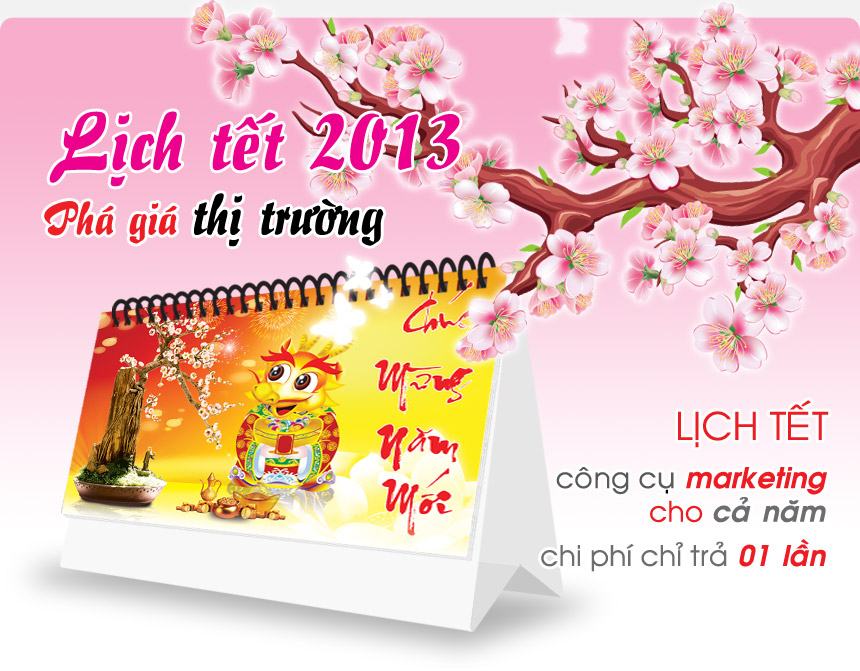 Lịch tết 2013
Phá giá thị trường
Chúc
Mừng
Năm
Mới
LỊCH TẾT
công cụ marketing
cho cả năm
chi phí chỉ trả 01 lần